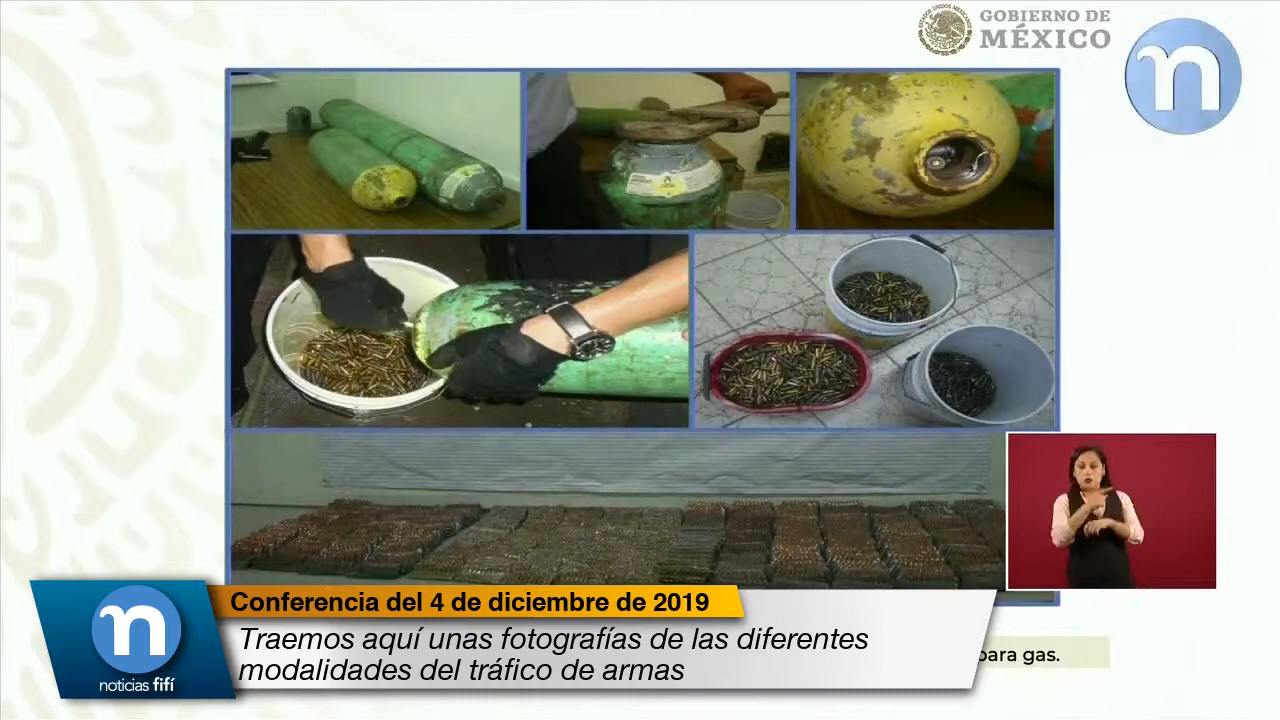 GOBIERNO DE
MÉXICO
n
Conferencia del 4 de diciembre de 2019
Traemos aquí unas fotografías de las diferentes
modalidades del tráfico de armas
para gas.
n
noticias fifí